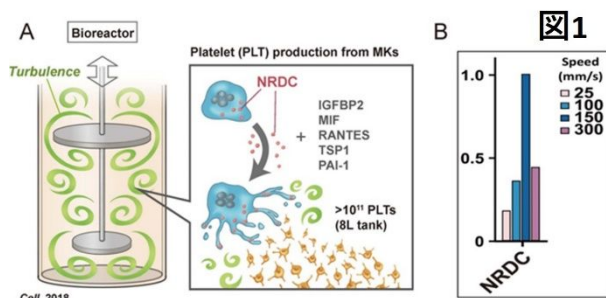 図1
A
Bioreactor
Turbulence
Platelet (PLT) production from MKs
NRDC
+
IGFBP2
MIF
RANTES
TSP1
PAI-1
>10¹¹ PLTs
(8L tank)
Cell, 2018
B
Speed
(mm/s)
25
100
150
300
1.0
0.5
0
NRDC